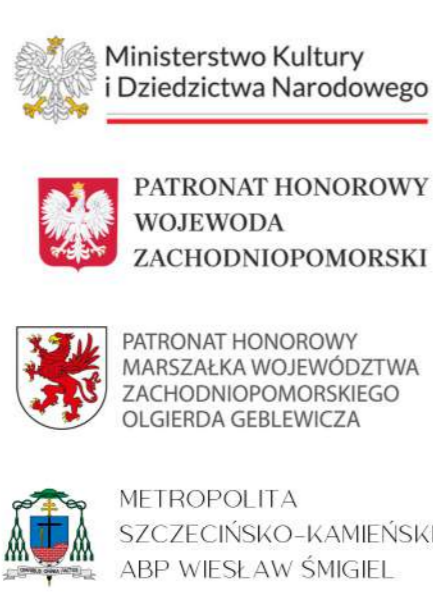 Ministerstwo Kultury
i Dziedzictwa Narodowego
PATRONAT HONOROWY
WOJEWODA
ZACHODNIOPOMORSKI
PATRONAT HONOROWY
MARSZAŁKA WOJEWÓDZTWA
ZACHODNIOPOMORSKIEGO
OLGIERDA GEBLEWICZA
METROPOLITA
SZCZECIŃSKO-KAMIEŃSKI
ABP WIESŁAW ŚMIGIEL